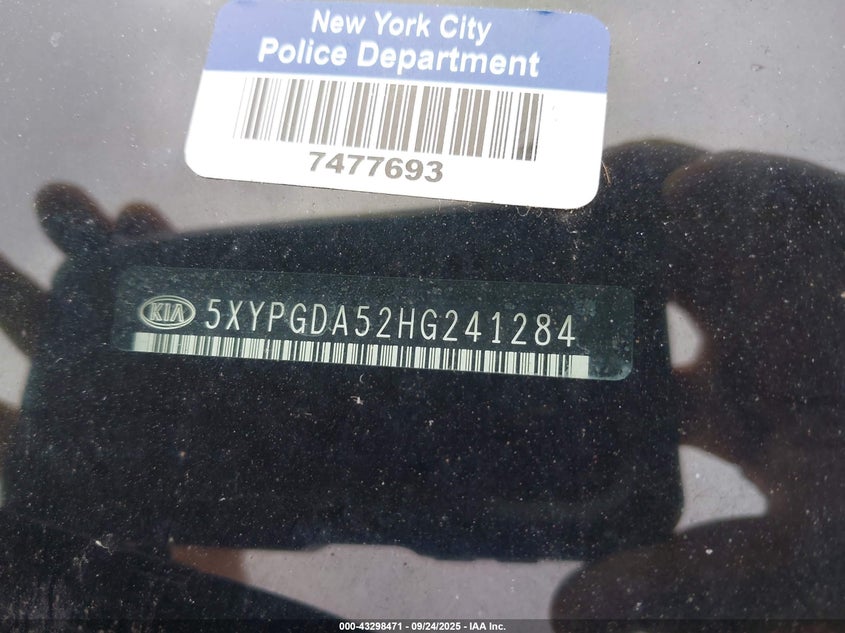 New York City
Police Department
7477693
KIA 5XYPGDA52HG241284
000-43298471 - 09/24/2025 - IAA Inc.